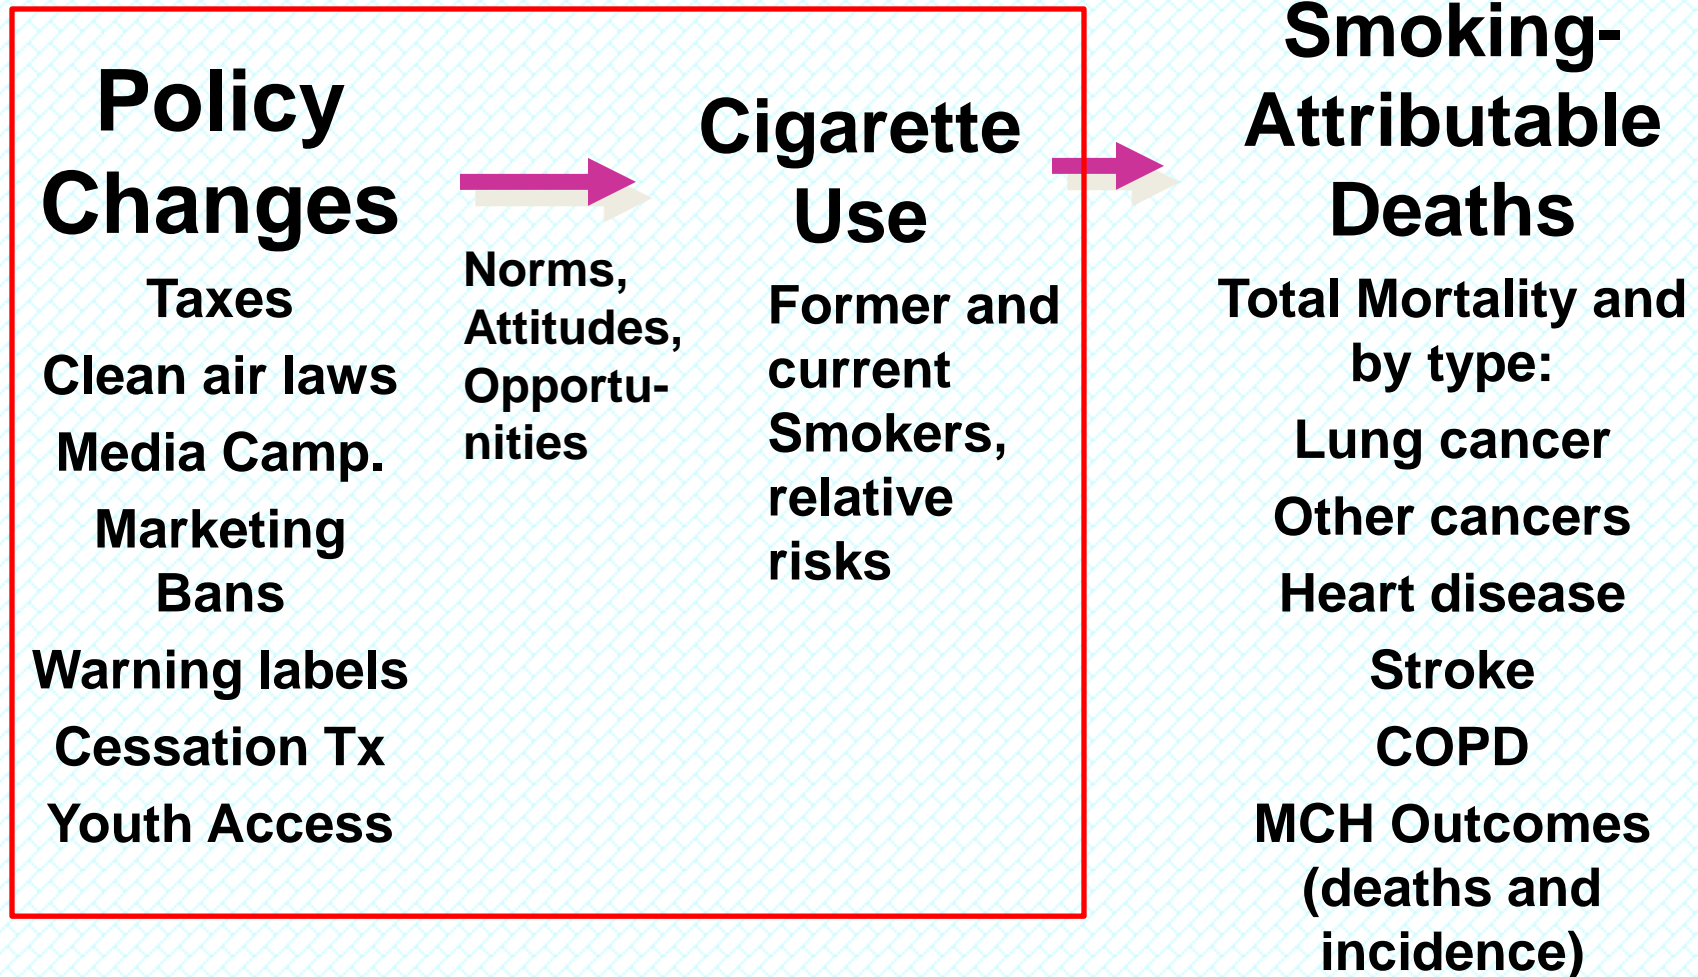 Policy
Changes
Taxes
Clean air laws
Media Camp.
Marketing
Bans
Warning labels
Cessation Tx
Youth Access
Norms,
Attitudes,
Opportu-
nities
Cigarette
Use
Former and
current
Smokers,
relative
risks
Smoking-
Attributable
Deaths
Total Mortality and
by type:
Lung cancer
Other cancers
Heart disease
Stroke
COPD
MCH Outcomes
(deaths and
incidence)